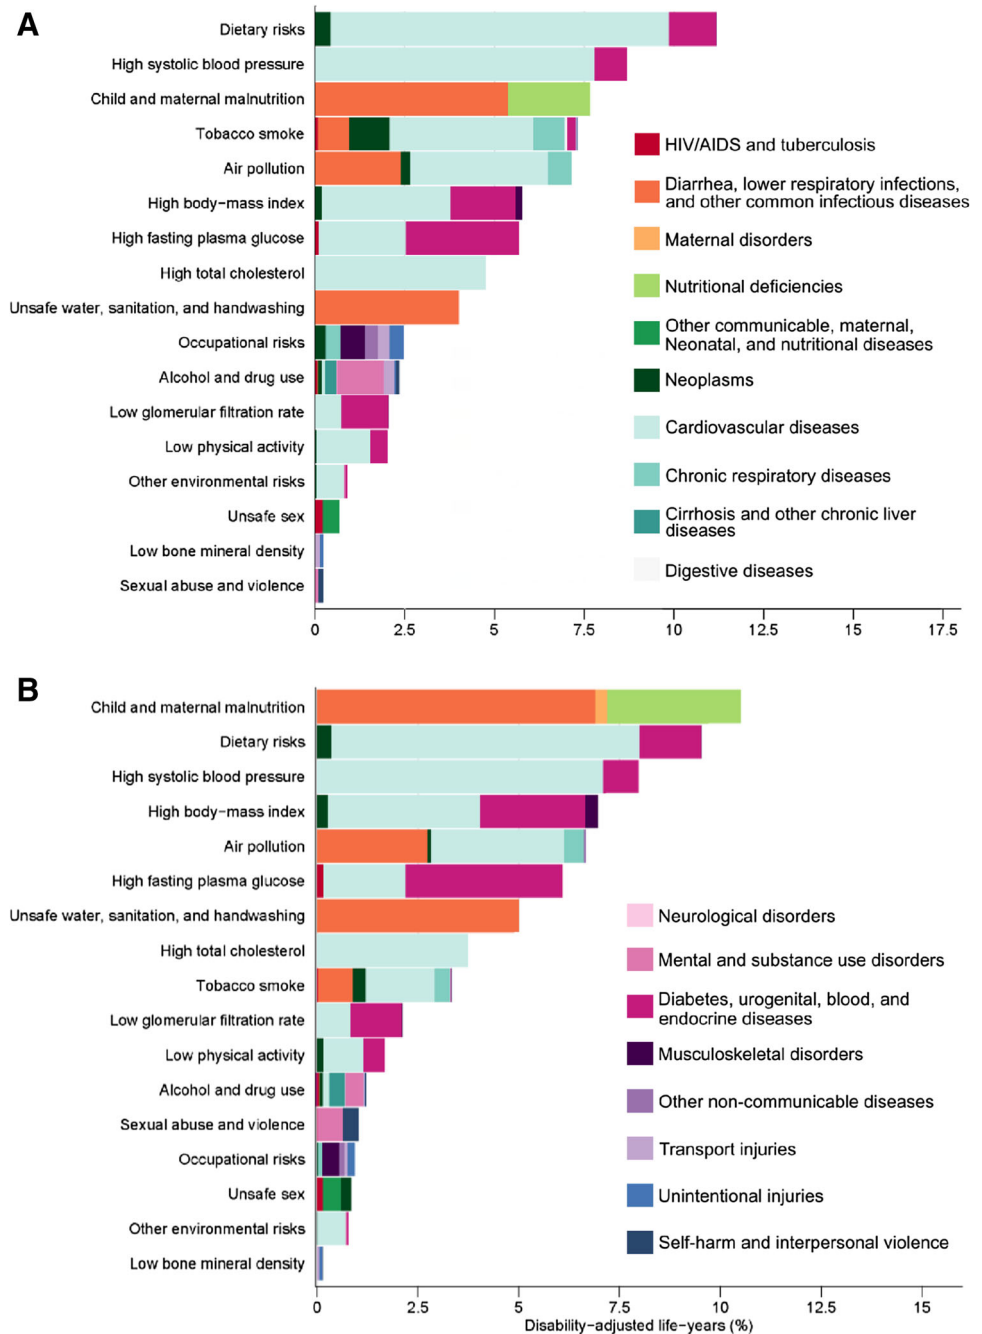 A
Dietary risks
High systolic blood pressure
Child and maternal malnutrition
Tobacco smoke
Air pollution
High body−mass index
High fasting plasma glucose
High total cholesterol
Unsafe water, sanitation, and handwashing
Occupational risks
Alcohol and drug use
Low glomerular filtration rate
Low physical activity
Other environmental risks
Unsafe sex
Low bone mineral density
Sexual abuse and violence
HIV/AIDS and tuberculosis
Diarrhea, lower respiratory infections,
and other common infectious diseases
Maternal disorders
Nutritional deficiencies
Other communicable, maternal,
Neonatal, and nutritional diseases
Neoplasms
Cardiovascular diseases
Chronic respiratory diseases
Cirrhosis and other chronic liver
diseases
Digestive diseases
0 2.5 5 7.5 10 12.5 15 17.5
B
Child and maternal malnutrition
Dietary risks
High systolic blood pressure
High body−mass index
Air pollution
High fasting plasma glucose
Unsafe water, sanitation, and handwashing
High total cholesterol
Tobacco smoke
Low glomerular filtration rate
Low physical activity
Alcohol and drug use
Sexual abuse and violence
Occupational risks
Unsafe sex
Other environmental risks
Low bone mineral density
Neurological disorders
Mental and substance use disorders
Diabetes, urogenital, blood, and
endocrine diseases
Musculoskeletal disorders
Other non-communicable diseases
Transport injuries
Unintentional injuries
Self-harm and interpersonal violence
0 2.5 5 7.5 10 12.5 15
Disability−adjusted life−years (%)